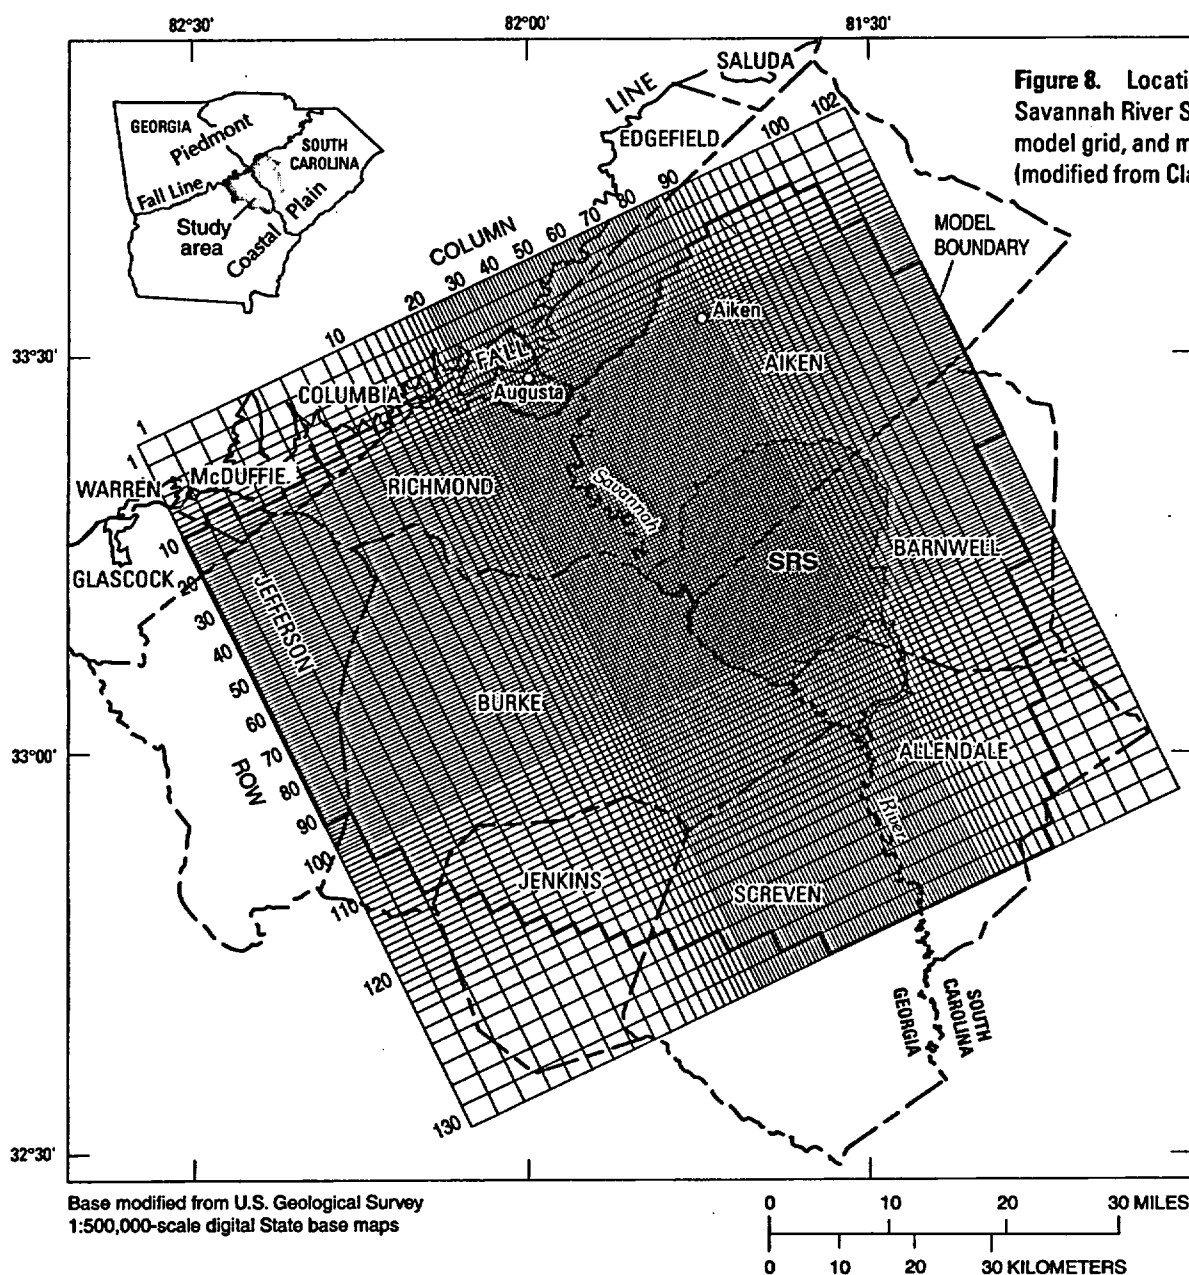 82°30'
82°00'
81°30'
Figure 8. Locati
Savannah River S
model grid, and m
(modified from Cla
SALUDA
LINE
EDGEFIELD
GEORGIA
Piedmont
SOUTH
CAROLINA
Fall Line
Study
area
Coastal Plain
MODEL
BOUNDARY
COLUMN
1
10
20
30
40
50
60
70
80
90
100
102
33°30'
Aiken
AIKEN
FALL
Augusta
COLUMBIA
McDUFFIE
WARREN
RICHMOND
Savannah
GLASCOCK
JEFFERSON
SRS
BARNWELL
BURKE
33°00'
ROW
1
10
20
30
40
50
60
70
80
90
100
110
120
130
ALLENDALE
River
JENKINS
SCREVEN
GEORGIA
SOUTH
CAROLINA
32°30'
Base modified from U.S. Geological Survey
1:500,000-scale digital State base maps
0 10 20 30 MILES
0 10 20 30 KILOMETERS